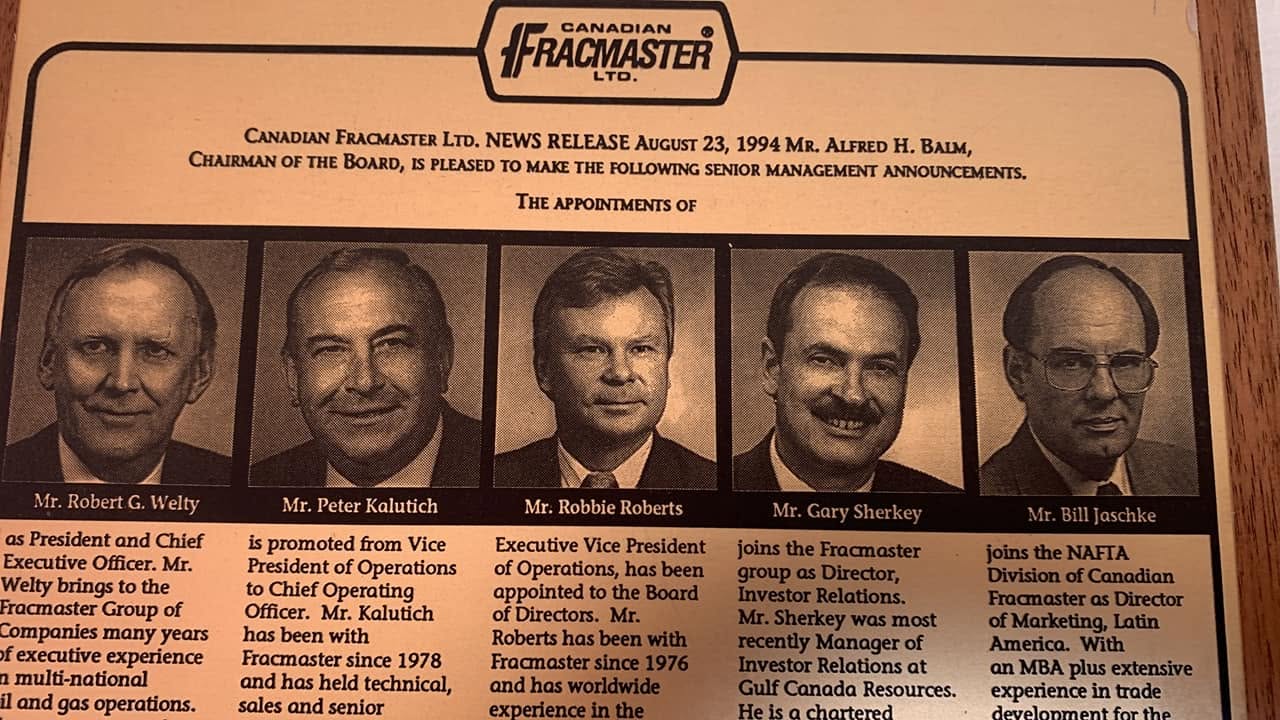 CANADIAN
FRACMASTER ®
LTD.
CANADIAN FRACMASTER LTD. NEWS RELEASE AUGUST 23, 1994 MR. ALFRED H. BALM,
CHAIRMAN OF THE BOARD, IS PLEASED TO MAKE THE FOLLOWING SENIOR MANAGEMENT ANNOUNCEMENTS.
THE APPOINTMENTS OF
Mr. Robert G. Welty
as President and Chief
Executive Officer. Mr.
Welty brings to the
Fracmaster Group of
Companies many years
of executive experience
multi-national
and gas operations.
Mr. Peter Kalutich
is promoted from Vice
President of Operations
to Chief Operating
Officer. Mr. Kalutich
has been with
Fracmaster since 1978
and has held technical,
sales and senior
Mr. Robbie Roberts
Executive Vice President
of Operations, has been
appointed to the Board
of Directors. Mr.
Roberts has been with
Fracmaster since 1976
and has worldwide
experience in the
Mr. Gary Sherkey
joins the Fracmaster
group as Director,
Investor Relations.
Mr. Sherkey was most
recently Manager of
Investor Relations at
Gulf Canada Resources.
He is a chartered
Mr. Bill Jaschke
joins the NAFTA
Division of Canadian
Fracmaster as Director
of Marketing, Latin
America. With
an MBA plus extensive
experience in trade
development for the